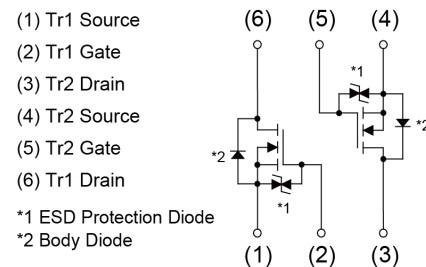 (1) Tr1 Source
(2) Tr1 Gate
(3) Tr2 Drain
(4) Tr2 Source
(5) Tr2 Gate
(6) Tr1 Drain
*1 ESD Protection Diode
*2 Body Diode
(6) (5) (4)
*1
*2
*2
*1
(1) (2) (3)